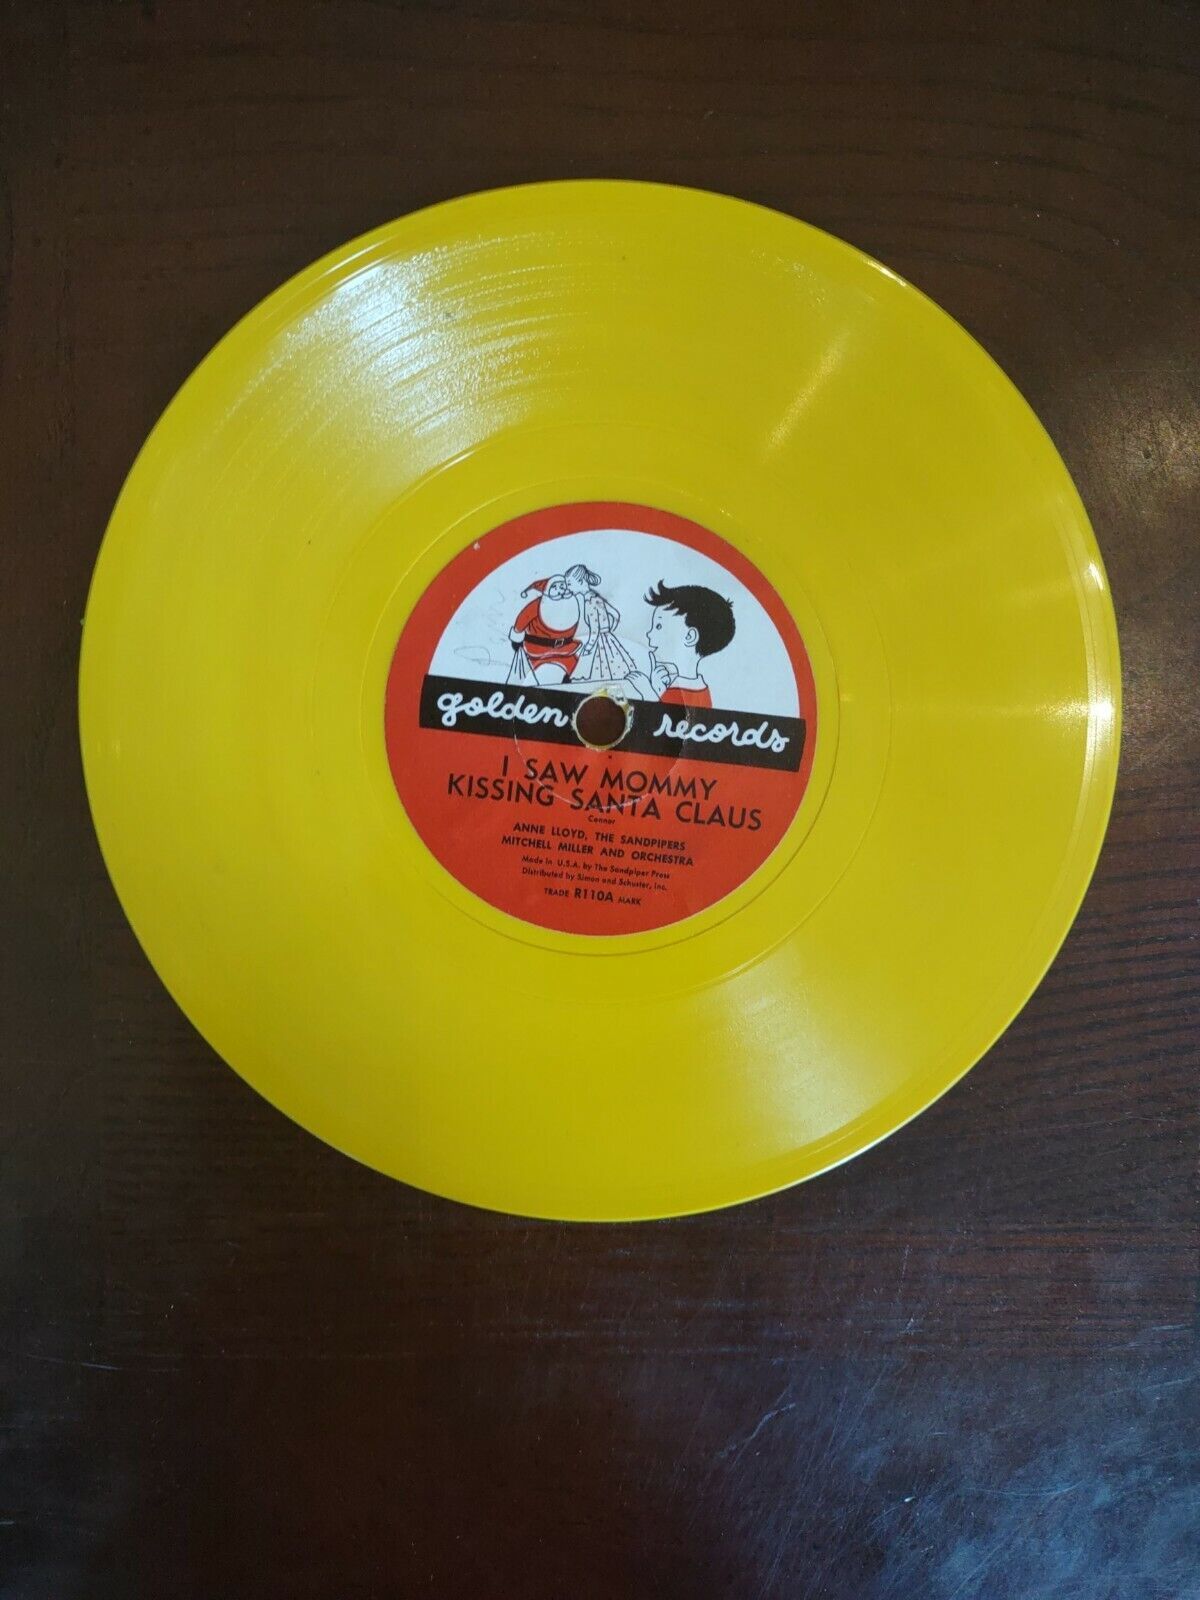 golden records
I SAW MOMMY
KISSING SANTA CLAUS
Connor
ANNE LLOYD, THE SANDPIPERS
MITCHELL MILLER AND ORCHESTRA
Made in U.S.A. by The Sandpiper Press
Distributed by Simon and Schuster, Inc.
TRADE R110A MARK